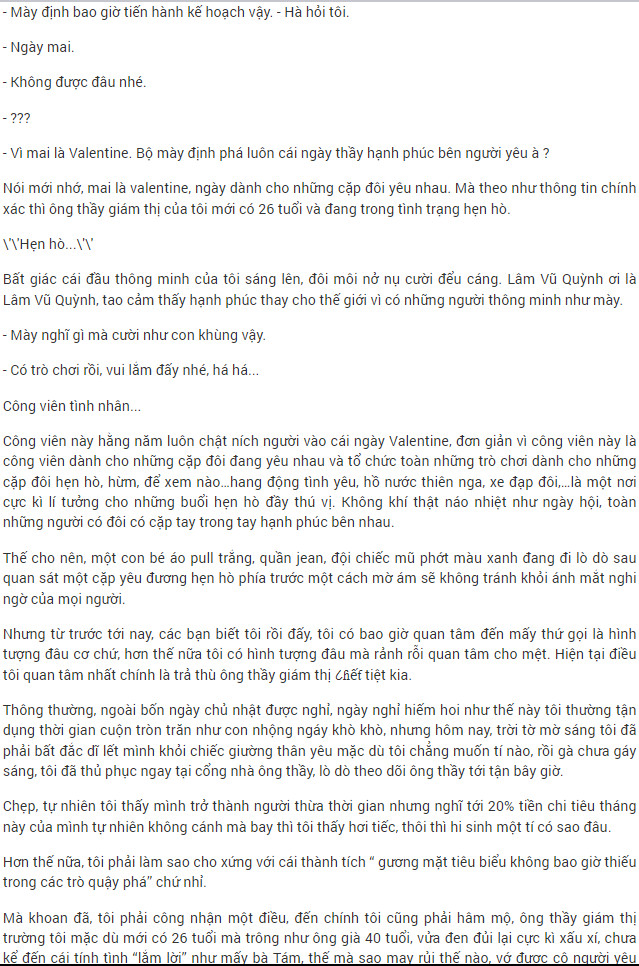 - Mày định bao giờ tiến hành kế hoạch vậy. - Hà hỏi tôi.
- Ngày mai.
- Không được đâu nhé.
- ???
- Vì mai là Valentine. Bộ mày định phá luôn cái ngày thầy hạnh phúc bên người yêu à ?
Nói mới nhớ, mai là valentine, ngày dành cho những cặp đôi yêu nhau. Mà theo như thông tin chính
xác thì ông thầy giám thị của tôi mới có 26 tuổi và đang trong tình trạng hẹn hò.
\'\'Hẹn hò...\'\'
Bất giác cái đầu thông minh của tôi sáng lên, đôi môi nở nụ cười đểu cáng. Lâm Vũ Quỳnh ơi là
Lâm Vũ Quỳnh, tao cảm thấy hạnh phúc thay cho thế giới vì có những người thông minh như mày.
- Mày nghĩ gì mà cười như con khùng vậy.
- Có trò chơi rồi, vui lắm đấy nhé, há há...
Công viên tình nhân...
Công viên này hằng năm luôn chật ních người vào cái ngày Valentine, đơn giản vì công viên này là
công viên dành cho những cặp đôi đang yêu nhau và tổ chức toàn những trò chơi dành cho những
cặp đôi hẹn hò, hừm, để xem nào...hang động tình yêu, hồ nước thiên nga, xe đạp đôi,...là một nơi
cực kì lí tưởng cho những buổi hẹn hò đầy thú vị. Không khí thật náo nhiệt như ngày hội, toàn
những người có đôi có cặp tay trong tay hạnh phúc bên nhau.
Thế cho nên, một con bé áo pull trắng, quần jean, đội chiếc mũ phớt màu xanh đang đi lò dò sau
quan sát một cặp yêu đương hẹn hò phía trước một cách mờ ám sẽ không tránh khỏi ánh mắt nghi
ngờ của mọi người.
Nhưng từ trước tới nay, các bạn biết tôi rồi đấy, tôi có bao giờ quan tâm đến mấy thứ gọi là hình
tượng đâu cơ chứ, hơn thế nữa tôi có hình tượng đâu mà rảnh rỗi quan tâm cho mệt. Hiện tại điều
tôi quan tâm nhất chính là trả thù ông thầy giám thị chết tiệt kia.
Thông thường, ngoài bốn ngày chủ nhật được nghỉ, ngày nghỉ hiếm hoi như thế này tôi thường tận
dụng thời gian cuộn tròn trăn như con nhộng ngáy khò khò, nhưng hôm nay, trời tờ mờ sáng tôi đã
phải bất đắc dĩ lết mình khỏi chiếc giường thân yêu mặc dù tôi chẳng muốn tí nào, rồi gà chưa gáy
sáng, tôi đã thủ phục ngay tại cổng nhà ông thầy, lò dò theo dõi ông thầy tới tận bây giờ.
Chẹp, tự nhiên tôi thấy mình trở thành người thừa thời gian nhưng nghĩ tới 20% tiền chi tiêu tháng
này của mình tự nhiên không cánh mà bay thì tôi thấy hơi tiếc, thôi thì hi sinh một tí có sao đâu.
Hơn thế nữa, tôi phải làm sao cho xứng với cái thành tích “ gương mặt tiêu biểu không bao giờ thiếu
trong các trò quậy phá” chứ nhỉ.
Mà khoan đã, tôi phải công nhận một điều, đến chính tôi cũng phải hâm mộ, ông thầy giám thị
trường tôi mặc dù mới có 26 tuổi mà trông như ông già 40 tuổi, vừa đen đủi lại cực kì xấu xí, chưa
kể đến cái tính tình “lắm lời” như mấy bà Tám, thế mà sao may rủi thế nào, vớ được cô người yêu